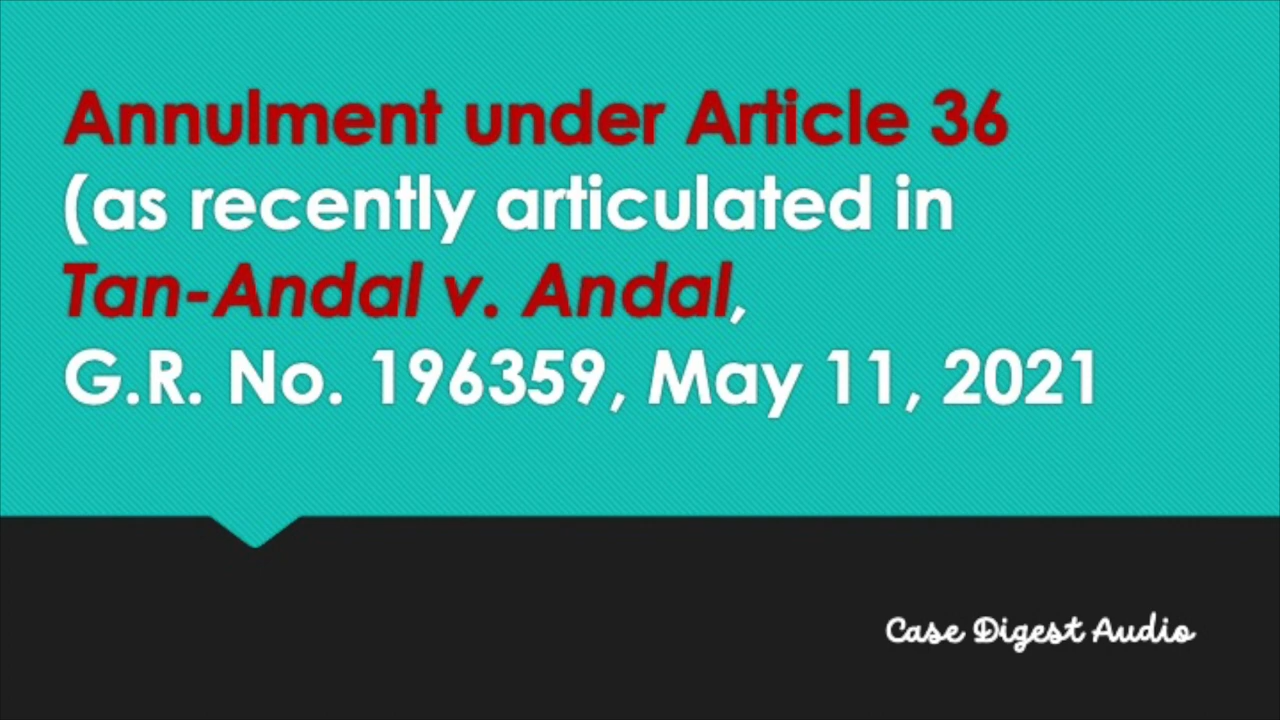 Annulment under Article 36
(as recently articulated in
Tan-Andal v. Andal,
G.R. No. 196359, May 11, 2021
Case Digest Audio